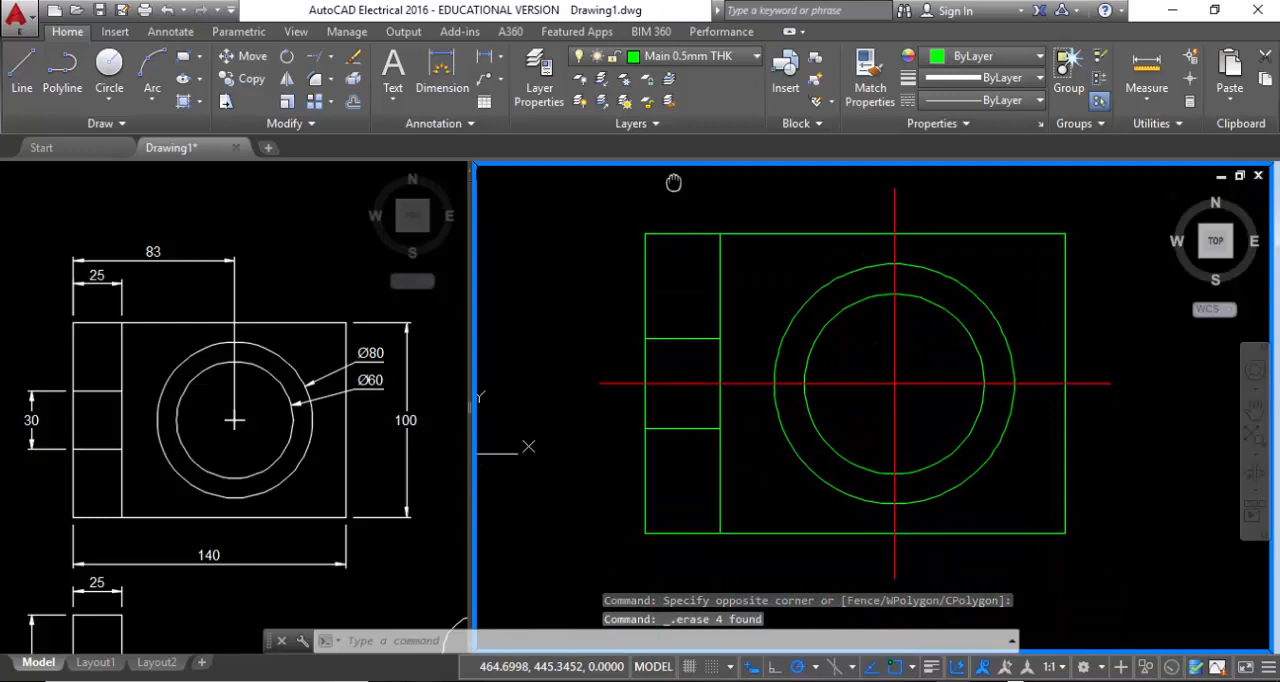 AutoCAD Electrical 2016 - EDUCATIONAL VERSION Drawing1.dwg
Type a keyword or phrase
Sign In
Home Insert Annotate Parametric View Manage Output Add-ins A360 Featured Apps BIM 360 Performance
Line Polyline Circle Arc
Move
Copy
Text Dimension
Layer Properties
Main 0.5mm THK
Insert
Match Properties
ByLayer
ByLayer
ByLayer
Group
Measure
Paste
Draw Modify Annotation Layers Block Properties Groups Utilities Clipboard
Start Drawing1*
N
W E
S
83
25
Ø80
Ø60
30
100
140
25
N
W TOP E
S
WCS
Y
X
Command: Specify opposite corner or [Fence/WPolygon/CPolygon]:
Command: _.erase 4 found
Type a command
Model Layout1 Layout2 +
464.6998, 445.3452, 0.0000 MODEL 1:1